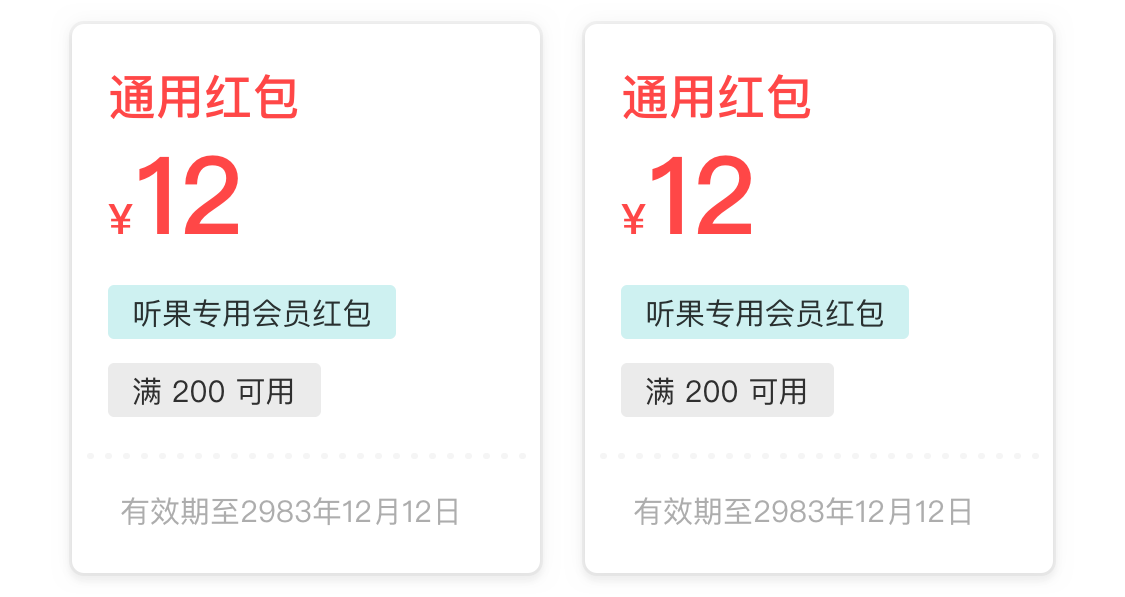 通用红包
¥12
听果专用会员红包
满 200 可用
有效期至2983年12月12日
通用红包
¥12
听果专用会员红包
满 200 可用
有效期至2983年12月12日